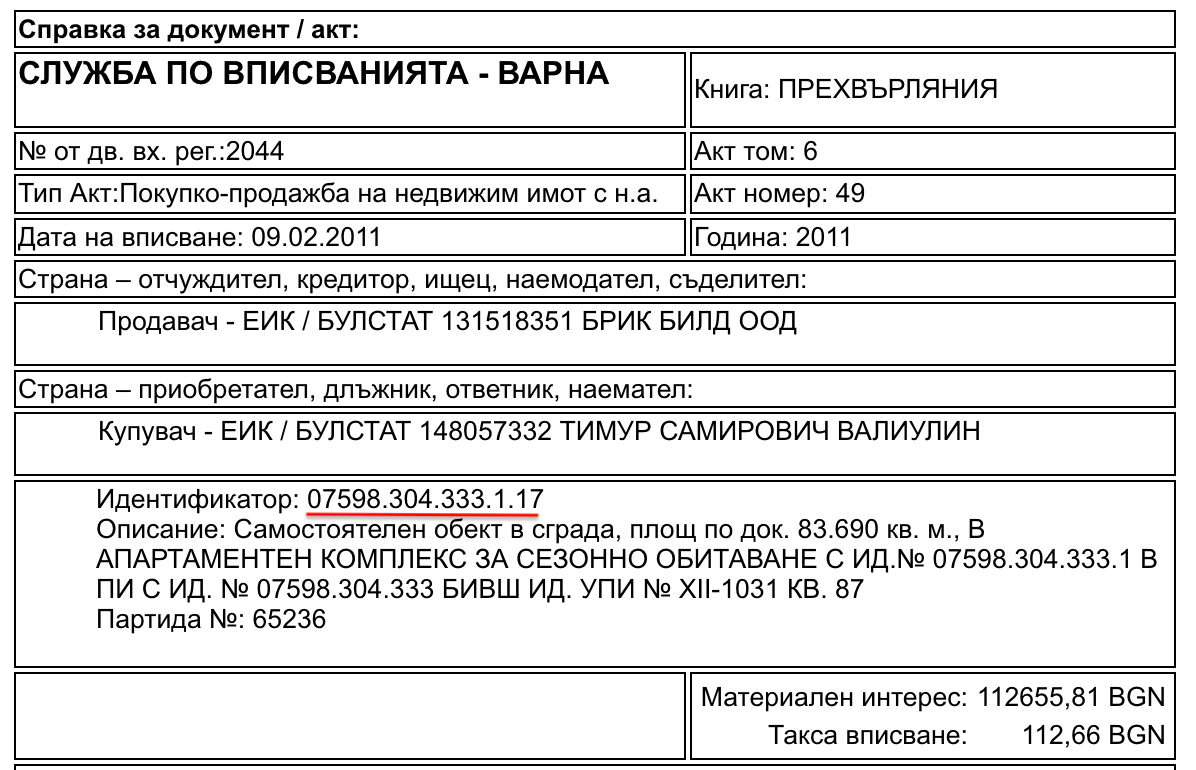 Справка за документ / акт:
СЛУЖБА ПО ВПИСВАНИЯТА - ВАРНА
Книга: ПРЕХВЪРЛЯНИЯ
№ от дв. вх. рег.:2044
Акт том: 6
Тип Акт:Покупко-продажба на недвижим имот с н.а.
Акт номер: 49
Дата на вписване: 09.02.2011
Година: 2011
Страна – отчуждител, кредитор, ищец, наемодател, съделител:
Продавач - ЕИК / БУЛСТАТ 131518351 БРИК БИЛД ООД
Страна – приобретател, длъжник, ответник, наемател:
Купувач - ЕИК / БУЛСТАТ 148057332 ТИМУР САМИРОВИЧ ВАЛИУЛИН
Идентификатор: 07598.304.333.1.17
Описание: Самостоятелен обект в сграда, площ по док. 83.690 кв. м., В
АПАРТАМЕНТЕН КОМПЛЕКС ЗА СЕЗОННО ОБИТАВАНЕ С ИД.№ 07598.304.333.1 В
ПИ С ИД. № 07598.304.333 БИВШ ИД. УПИ № XII-1031 КВ. 87
Партида №: 65236
Материален интерес: 112655,81 BGN
Такса вписване: 112,66 BGN